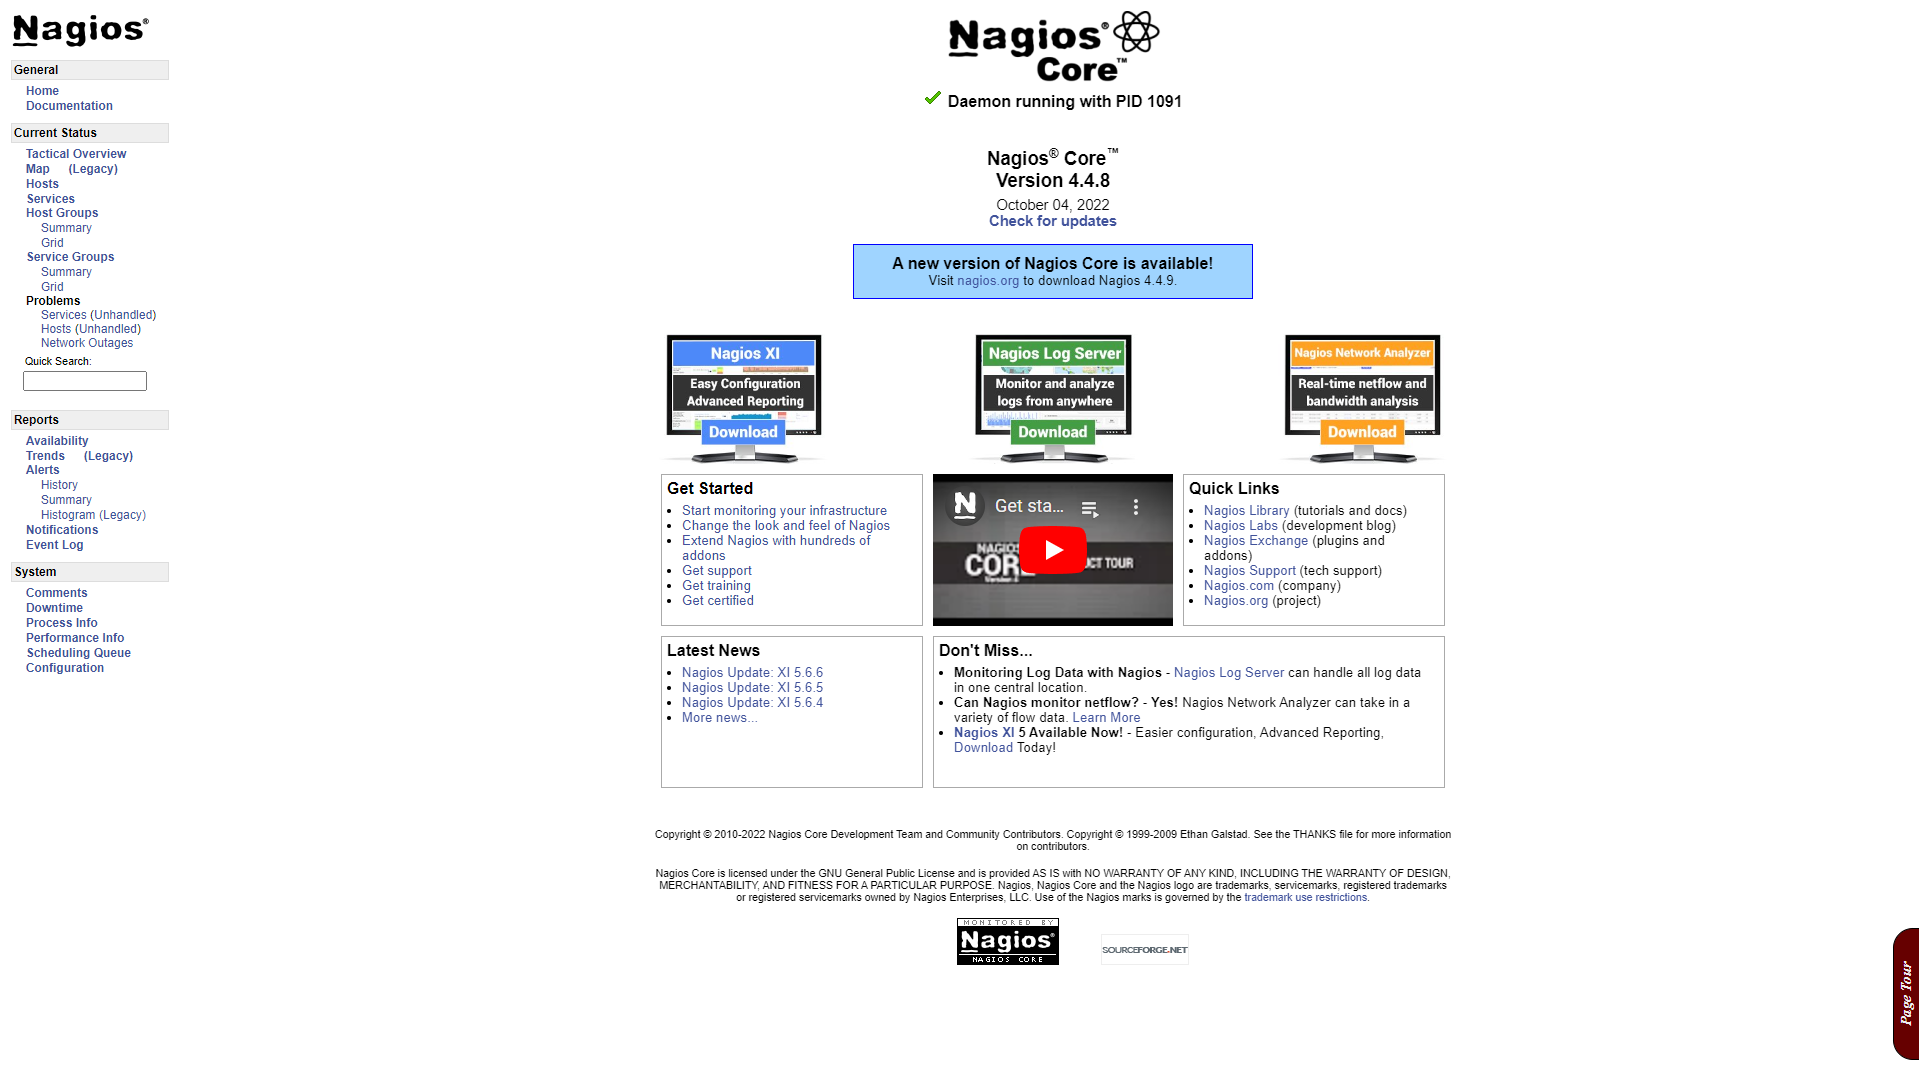 Nagios®
General
Home
Documentation
Current Status
Tactical Overview
Map (Legacy)
Hosts
Services
Host Groups
Summary
Grid
Service Groups
Summary
Grid
Problems
Services (Unhandled)
Hosts (Unhandled)
Network Outages
Quick Search:
Reports
Availability
Trends (Legacy)
Alerts
History
Summary
Histogram (Legacy)
Notifications
Event Log
System
Comments
Downtime
Process Info
Performance Info
Scheduling Queue
Configuration
Nagios®
Core™
Daemon running with PID 1091
Nagios® Core™
Version 4.4.8
October 04, 2022
Check for updates
A new version of Nagios Core is available!
Visit nagios.org to download Nagios 4.4.9.
Nagios XI
Easy Configuration
Advanced Reporting
Download
Nagios Log Server
Monitor and analyze
logs from anywhere
Download
Nagios Network Analyzer
Real-time netflow and
bandwidth analysis
Download
Get Started
Start monitoring your infrastructure
Change the look and feel of Nagios
Extend Nagios with hundreds of
addons
Get support
Get training
Get certified
N
Get sta...
NAGIOS
CORE
CT TOUR
Quick Links
Nagios Library (tutorials and docs)
Nagios Labs (development blog)
Nagios Exchange (plugins and
addons)
Nagios Support (tech support)
Nagios.com (company)
Nagios.org (project)
Latest News
Nagios Update: XI 5.6.6
Nagios Update: XI 5.6.5
Nagios Update: XI 5.6.4
More news...
Don't Miss...
Monitoring Log Data with Nagios - Nagios Log Server can handle all log data
in one central location.
Can Nagios monitor netflow? - Yes! Nagios Network Analyzer can take in a
variety of flow data. Learn More
Nagios XI 5 Available Now! - Easier configuration, Advanced Reporting,
Download Today!
Copyright © 2010-2022 Nagios Core Development Team and Community Contributors. Copyright © 1999-2009 Ethan Galstad. See the THANKS file for more information
on contributors.
Nagios Core is licensed under the GNU General Public License and is provided AS IS with NO WARRANTY OF ANY KIND, INCLUDING THE WARRANTY OF DESIGN,
MERCHANTABILITY, AND FITNESS FOR A PARTICULAR PURPOSE. Nagios, Nagios Core and the Nagios logo are trademarks, servicemarks, registered trademarks
or registered servicemarks owned by Nagios Enterprises, LLC. Use of the Nagios marks is governed by the trademark use restrictions.
MONITORED BY
Nagios®
NAGIOS CORE
SOURCEFORGE.NET
Page Tour